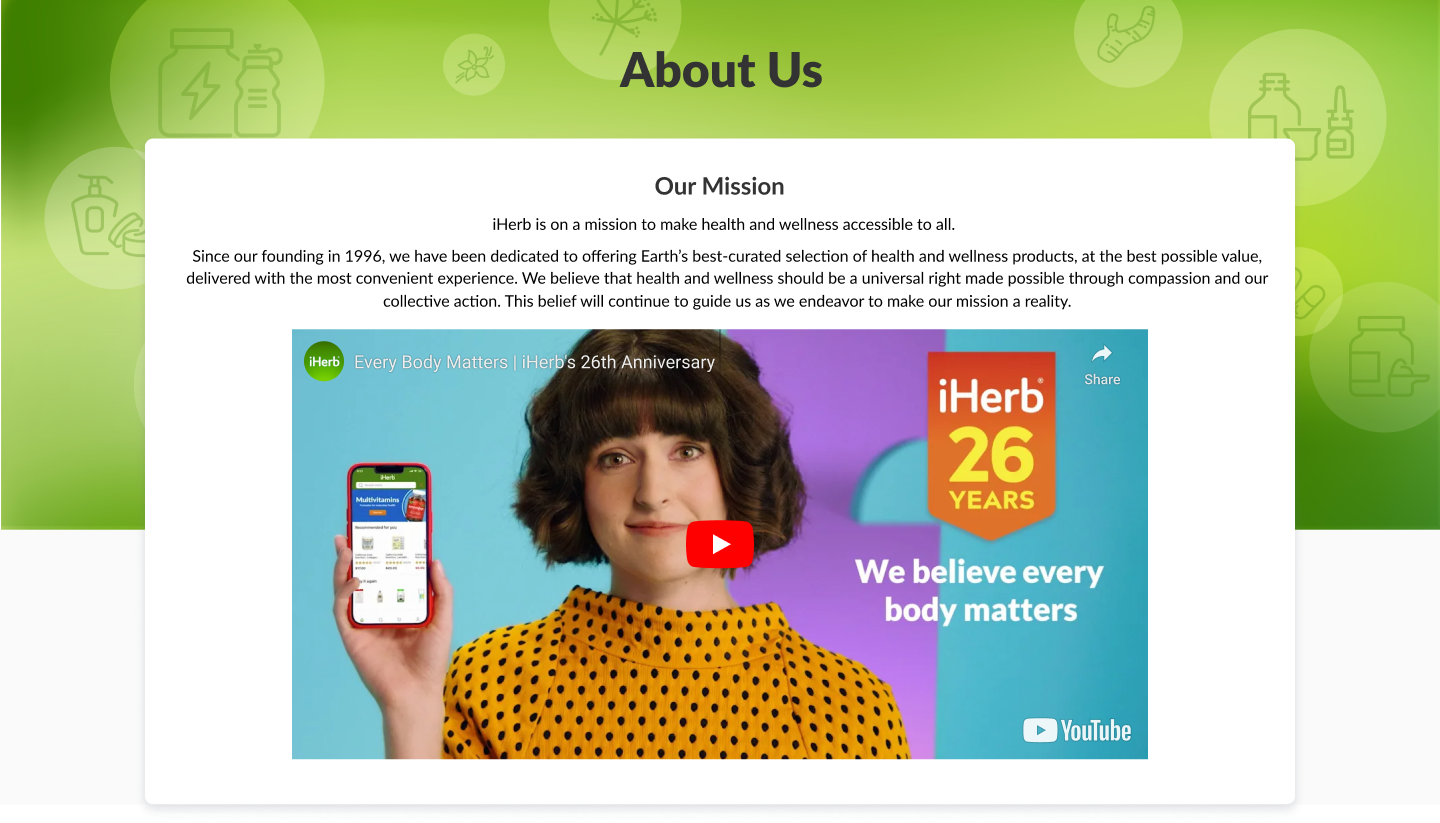 About Us
Our Mission
iHerb is on a mission to make health and wellness accessible to all.
Since our founding in 1996, we have been dedicated to offering Earth’s best-curated selection of health and wellness products, at the best possible value,
delivered with the most convenient experience. We believe that health and wellness should be a universal right made possible through compassion and our
collective action. This belief will continue to guide us as we endeavor to make our mission a reality.
iHerb
Every Body Matters | iHerb's 26th Anniversary
Share
iHerb®
26
YEARS
We believe every
body matters
iHerb
Multivitamins
Recommended for you
YouTube